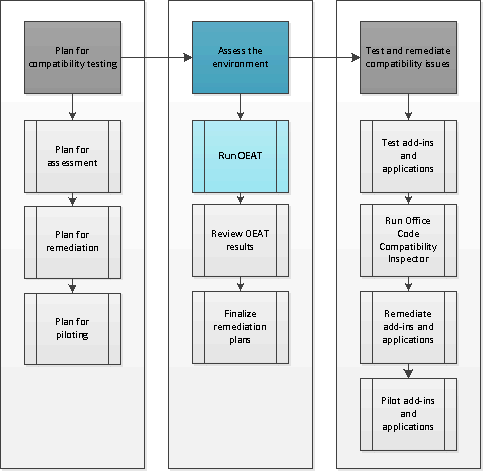 Plan for
compatibility testing
Assess the
environment
Test and remediate
compatibility issues
Plan for
assessment
Plan for
remediation
Plan for
piloting
Run OEAT
Review OEAT
results
Finalize
remediation
plans
Test add-ins
and
applications
Run Office
Code
Compatibility
Inspector
Remediate
add-ins and
applications
Pilot add-ins
and
applications